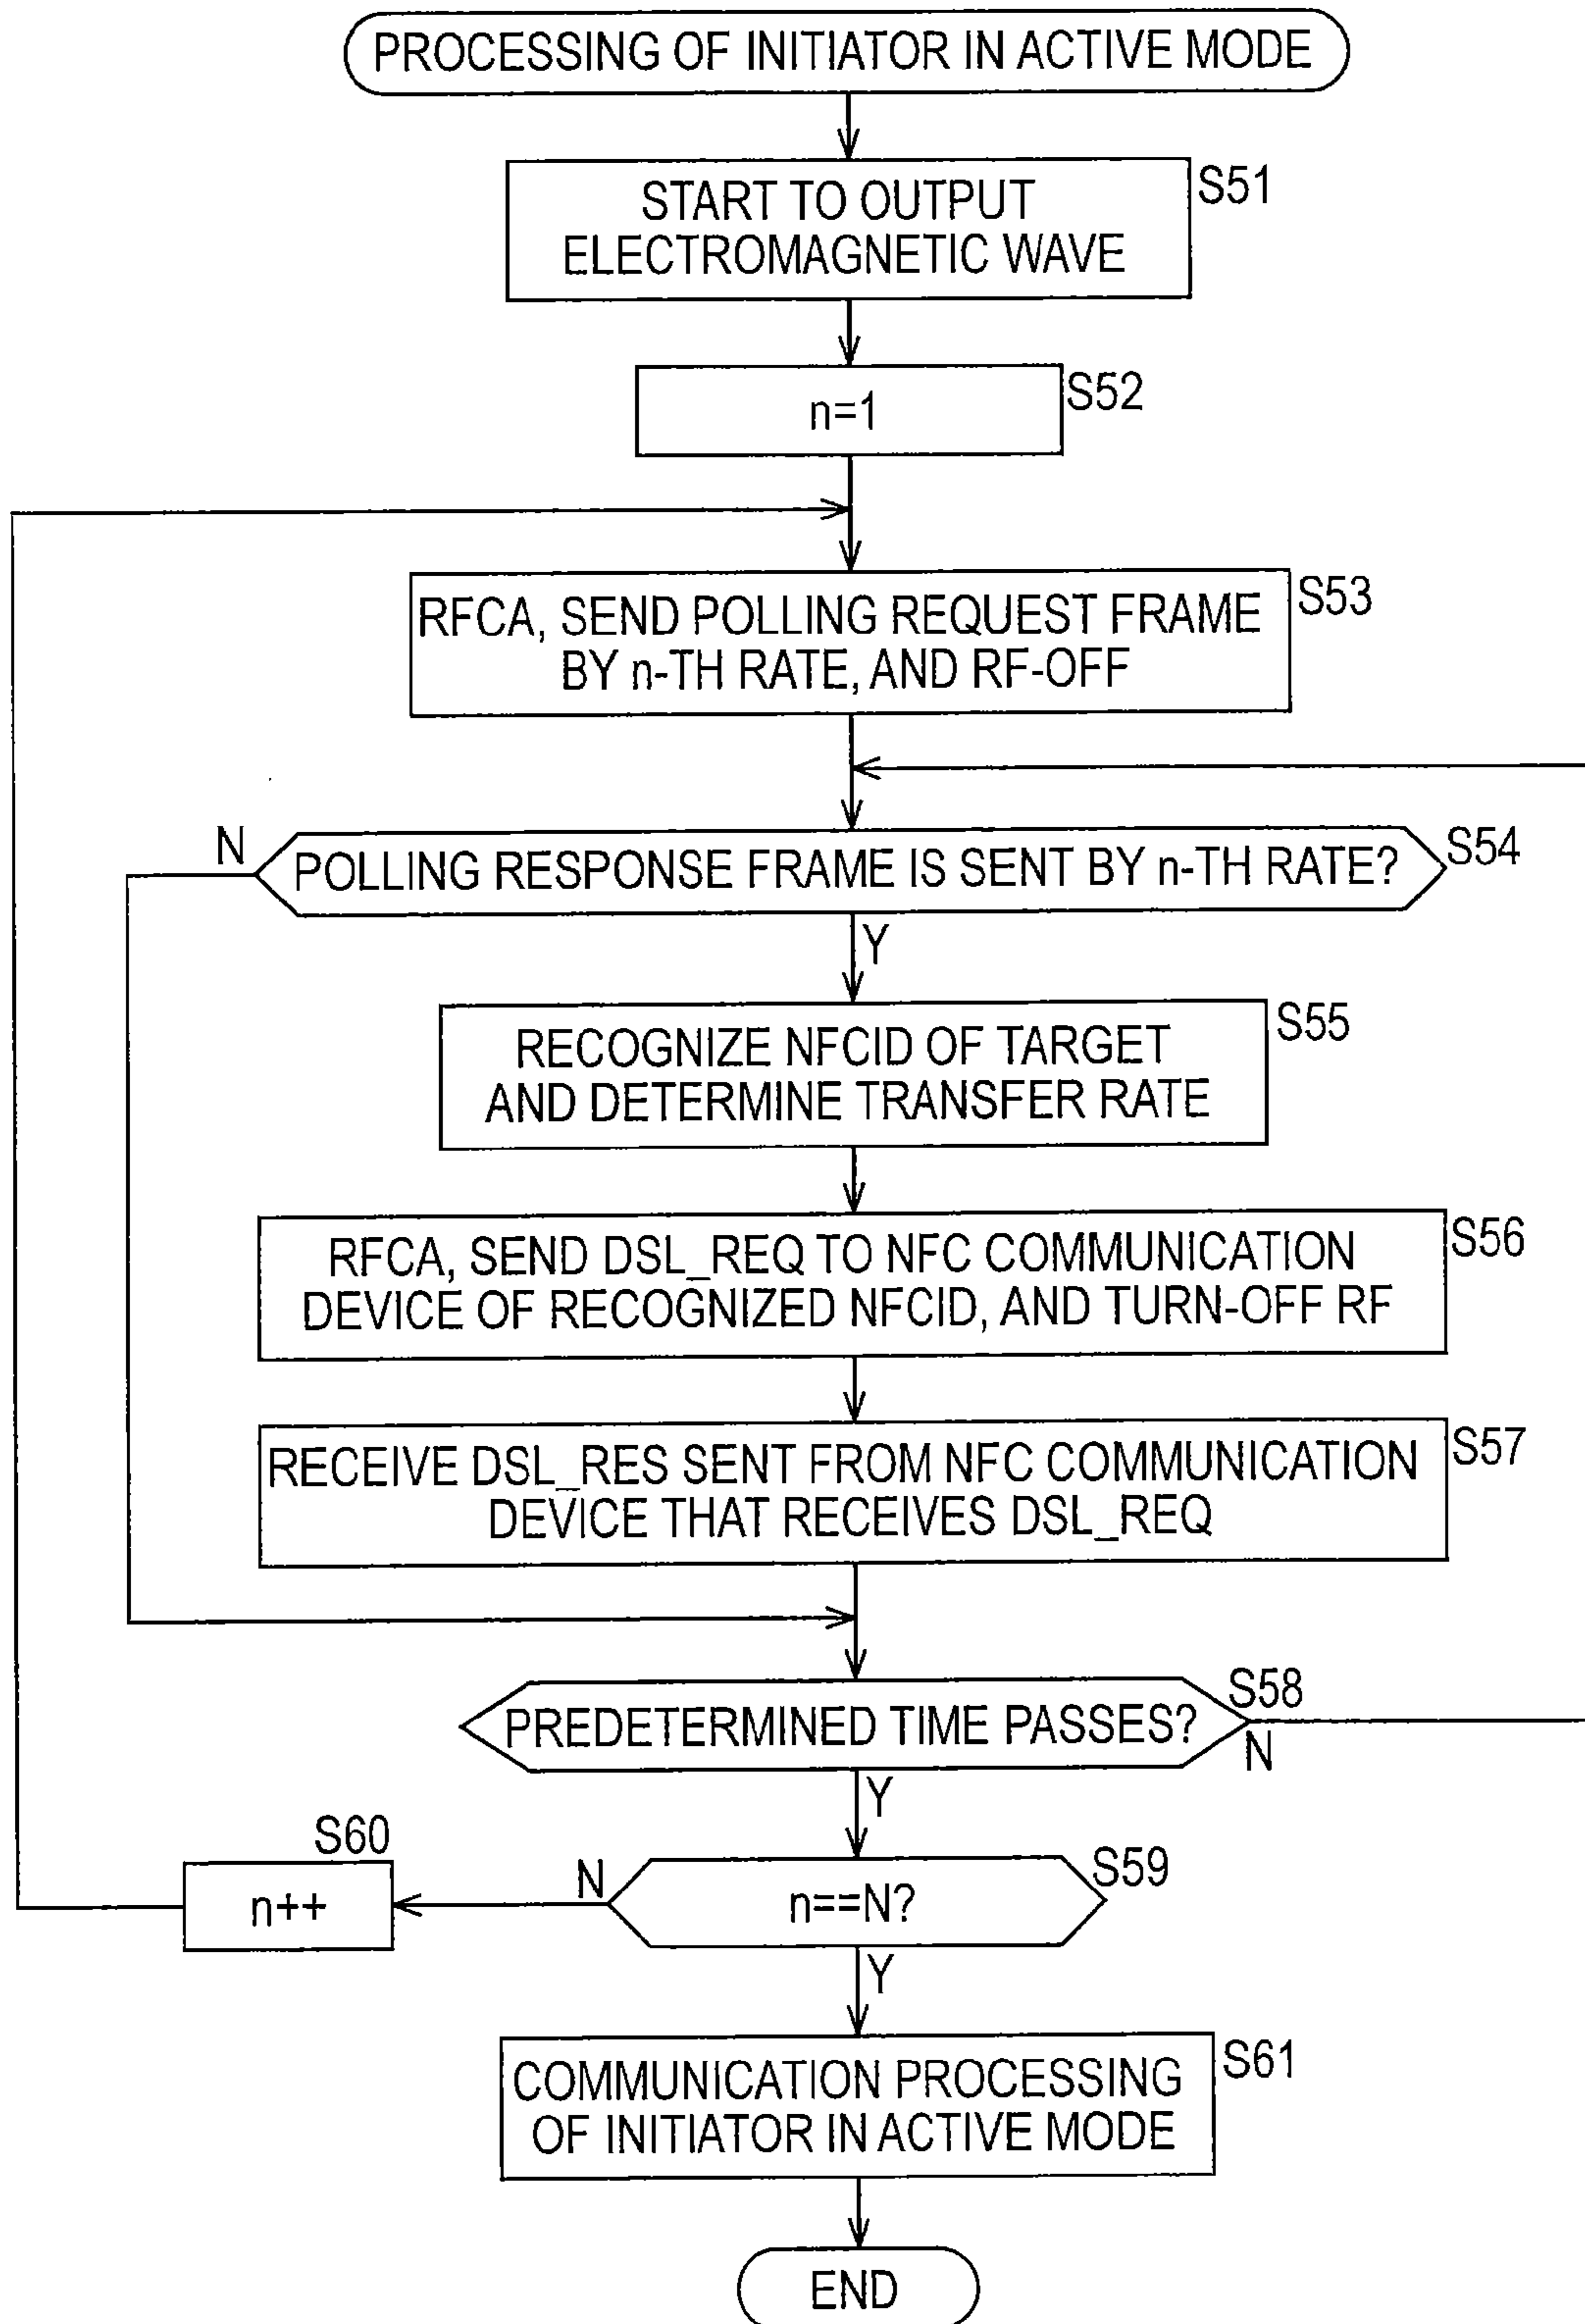 PROCESSING OF INITIATOR IN ACTIVE MODE
START TO OUTPUT
ELECTROMAGNETIC WAVE
S51
n=1
S52
RFCA, SEND POLLING REQUEST FRAME
BY n-TH RATE, AND RF-OFF
S53
N
POLLING RESPONSE FRAME IS SENT BY n-TH RATE?
S54
Y
RECOGNIZE NFCID OF TARGET
AND DETERMINE TRANSFER RATE
S55
RFCA, SEND DSL_REQ TO NFC COMMUNICATION
DEVICE OF RECOGNIZED NFCID, AND TURN-OFF RF
S56
RECEIVE DSL_RES SENT FROM NFC COMMUNICATION
DEVICE THAT RECEIVES DSL_REQ
S57
PREDETERMINED TIME PASSES?
S58
N
Y
S60
n++
N
n==N?
S59
Y
COMMUNICATION PROCESSING
OF INITIATOR IN ACTIVE MODE
S61
END